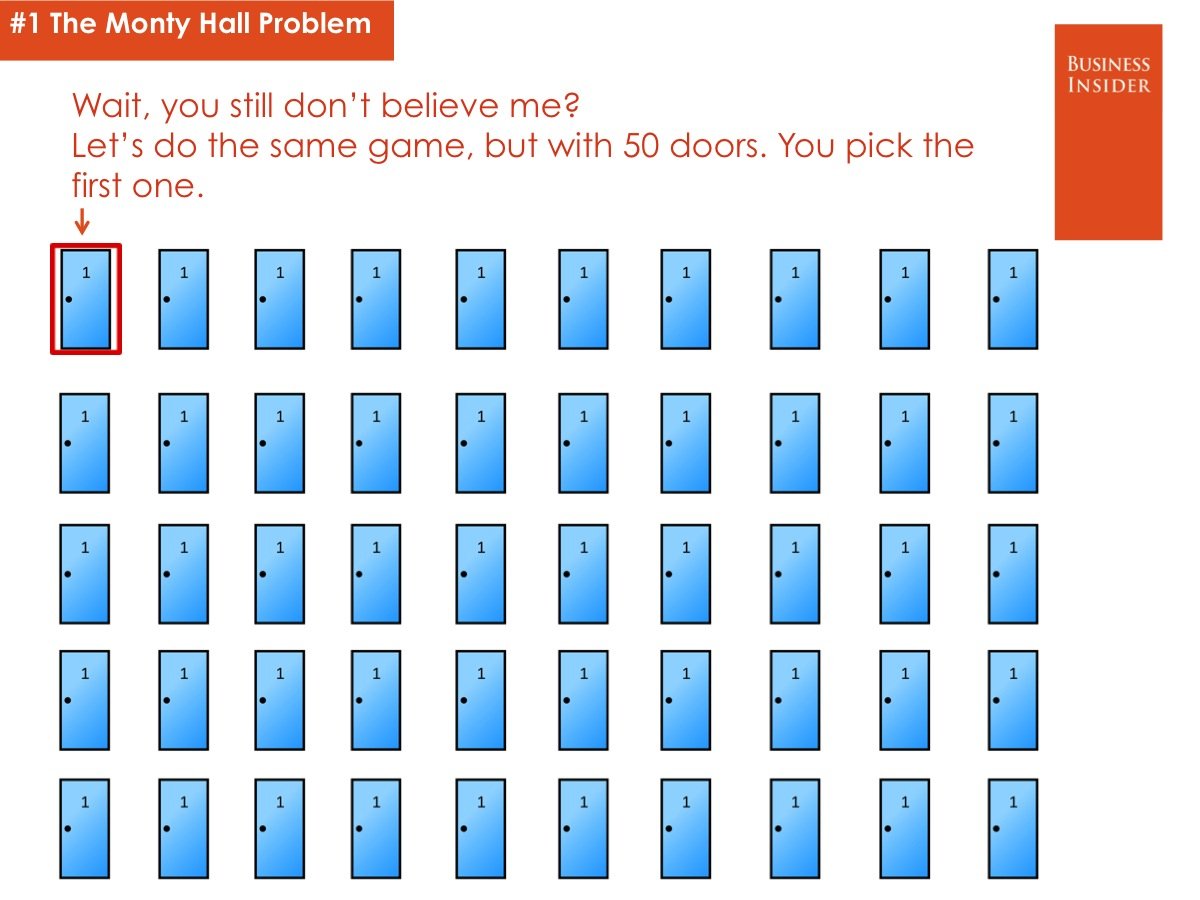 #1 The Monty Hall Problem
BUSINESS
INSIDER
Wait, you still don’t believe me?
Let’s do the same game, but with 50 doors. You pick the
first one.
1 1 1 1 1 1 1 1 1 1
1 1 1 1 1 1 1 1 1 1
1 1 1 1 1 1 1 1 1 1
1 1 1 1 1 1 1 1 1 1
1 1 1 1 1 1 1 1 1 1